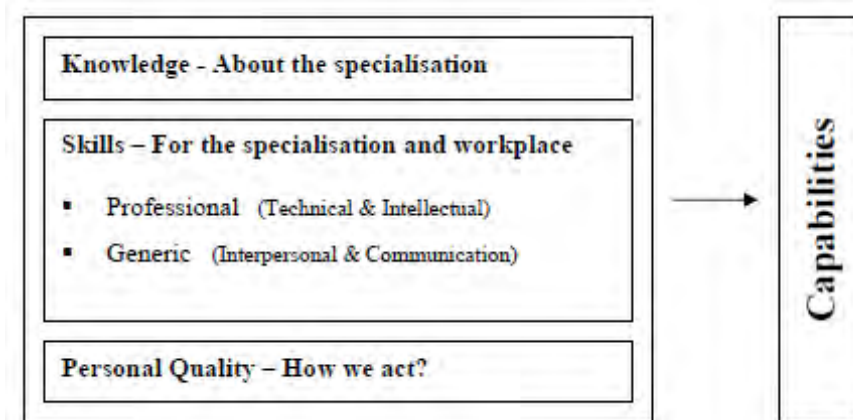 Knowledge - About the specialisation
Skills – For the specialisation and workplace
▪ Professional (Technical & Intellectual)
▪ Generic (Interpersonal & Communication)
Personal Quality – How we act?
Capabilities